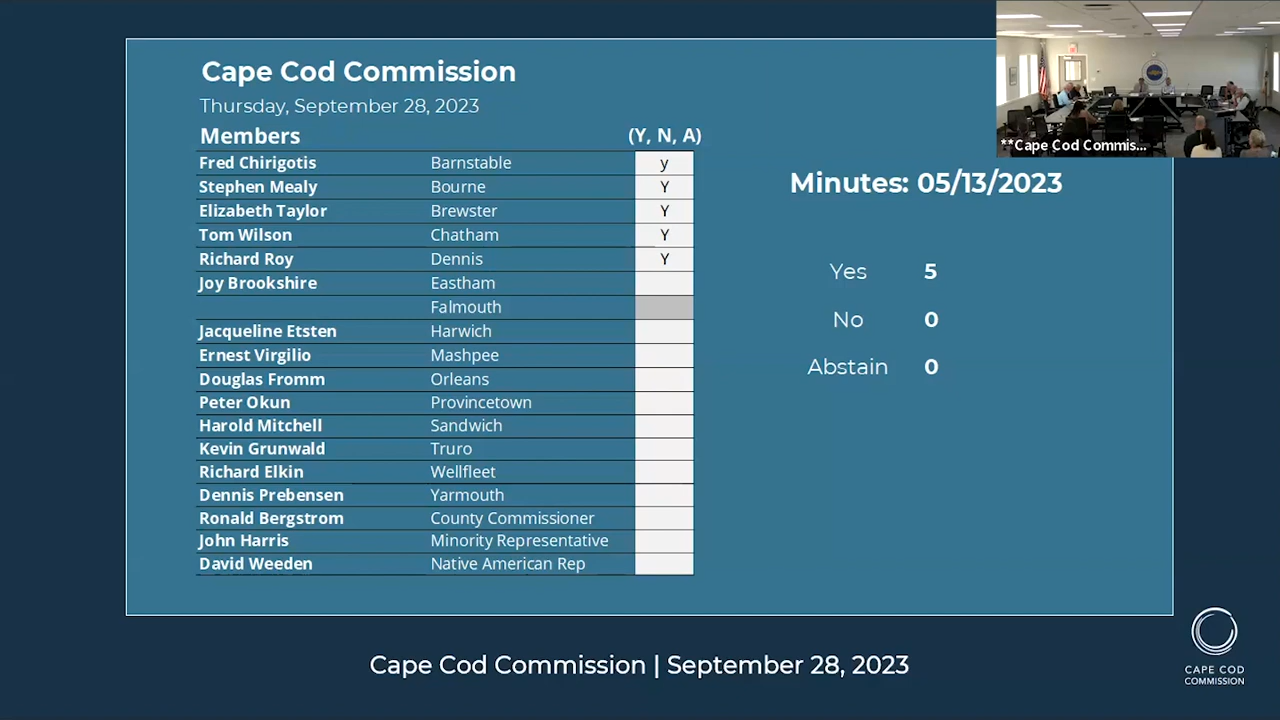 Cape Cod Commission
Thursday, September 28, 2023
Members (Y, N, A)
Fred Chirigotis Barnstable y
Stephen Mealy Bourne Y
Elizabeth Taylor Brewster Y
Tom Wilson Chatham Y
Richard Roy Dennis Y
Joy Brookshire Eastham
Falmouth
Jacqueline Etsten Harwich
Ernest Virgilio Mashpee
Douglas Fromm Orleans
Peter Okun Provincetown
Harold Mitchell Sandwich
Kevin Grunwald Truro
Richard Elkin Wellfleet
Dennis Prebensen Yarmouth
Ronald Bergstrom County Commissioner
John Harris Minority Representative
David Weeden Native American Rep
**Cape Cod Commis...
Minutes: 05/13/2023
Yes 5
No 0
Abstain 0
Cape Cod Commission | September 28, 2023
CAPE COD
COMMISSION